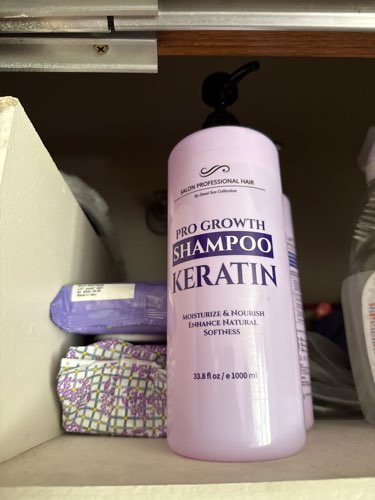 SALON PROFESSIONAL HAIR
By Dead Sea Collection
PRO GROWTH
SHAMPOO
KERATIN
MOISTURIZE & NOURISH
ENHANCE NATURAL
SOFTNESS
33.8 fl oz / e 1000 ml